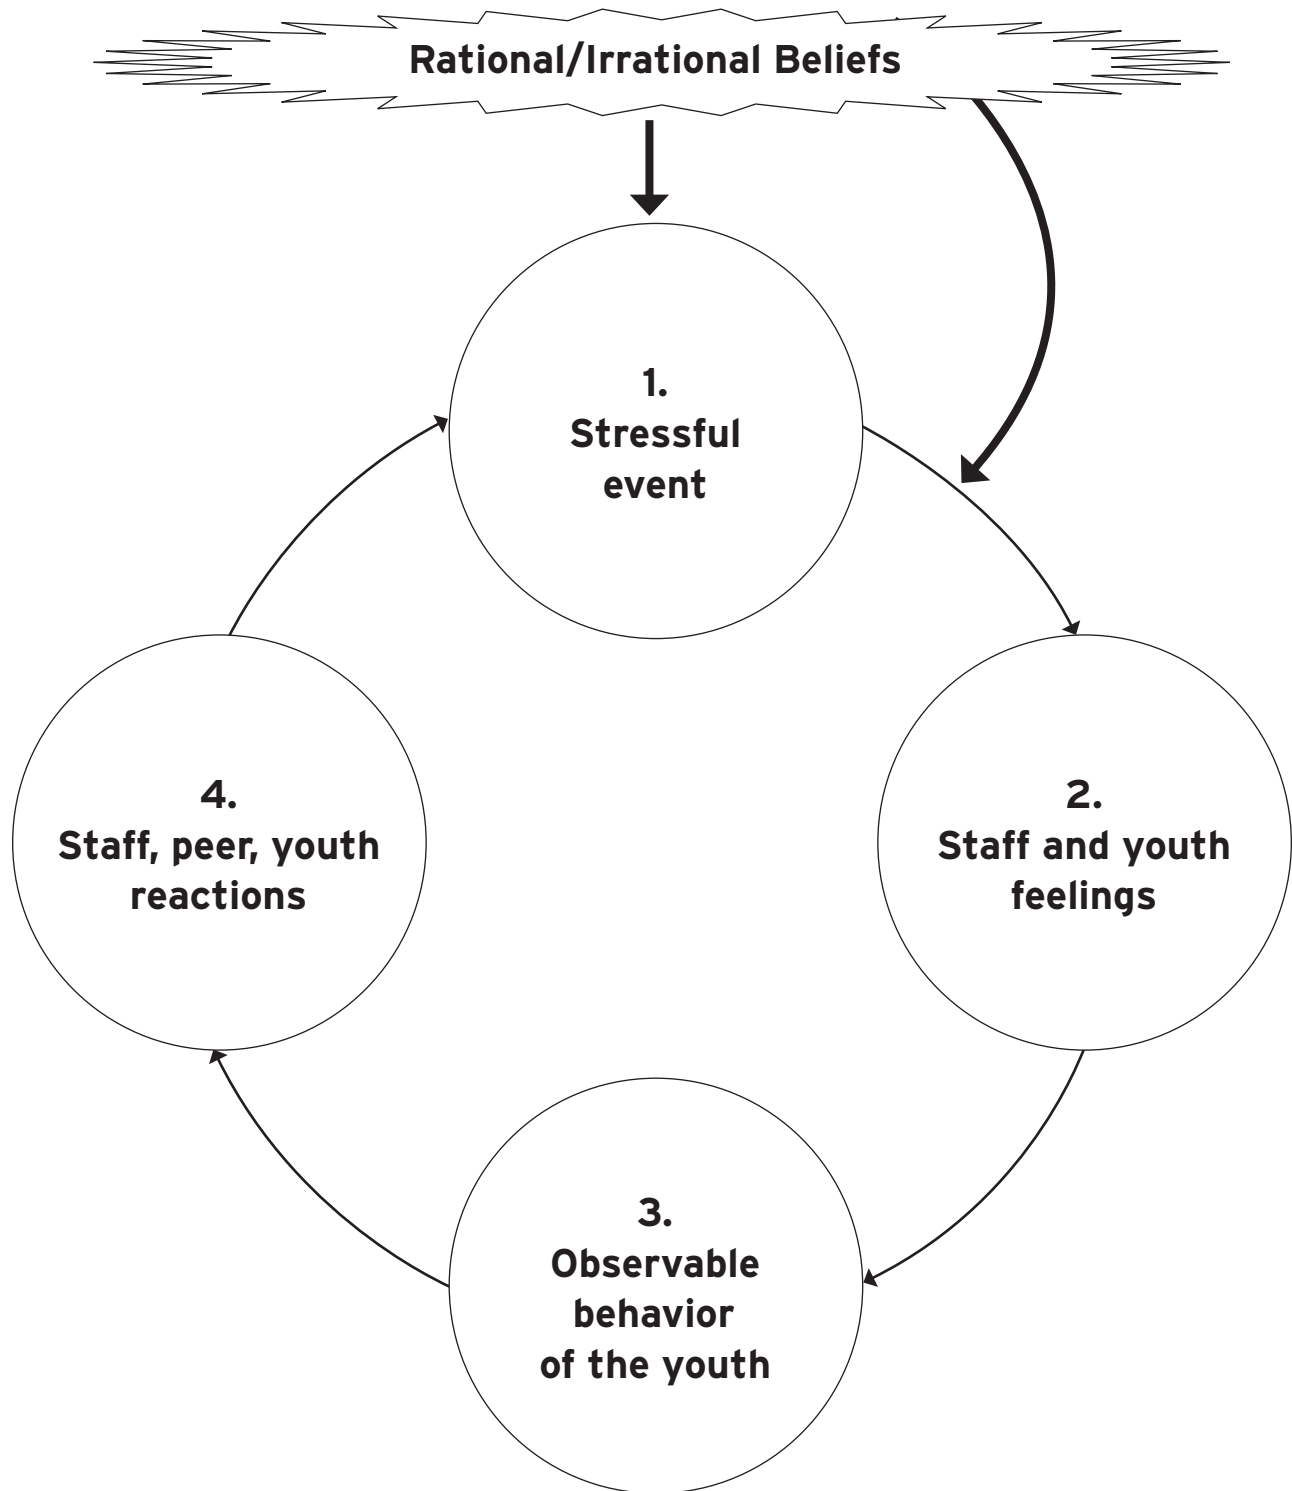 Rational/Irrational Beliefs
1.
Stressful
event
2.
Staff and youth
feelings
3.
Observable
behavior
of the youth
4.
Staff, peer, youth
reactions